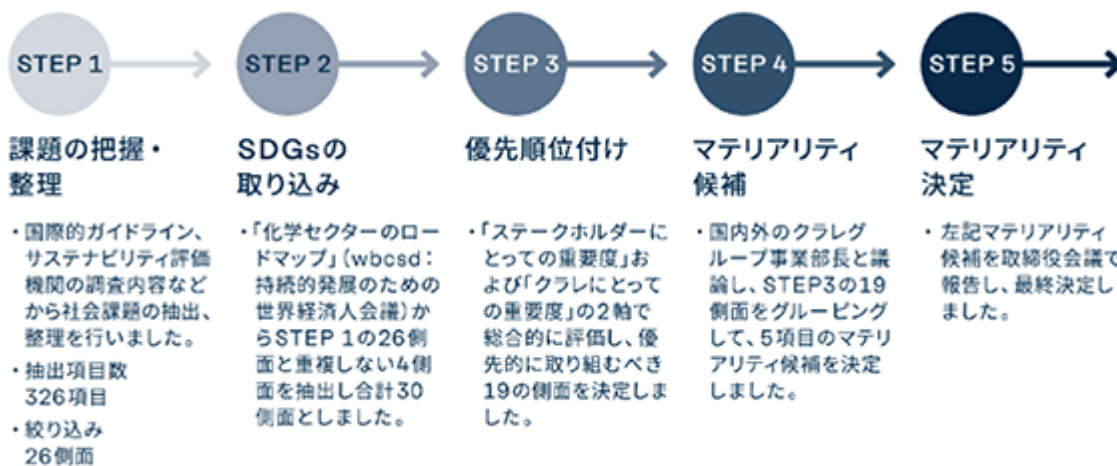 STEP 1
課題の把握・
整理
・国際的ガイドライン、
サステナビリティ評価
機関の調査内容など
から社会課題の抽出、
整理を行いました。
・抽出項目数
326項目
・絞り込み
26側面
STEP 2
SDGsの
取り込み
・「化学セクターのロー
ドマップ」(wbcsd：
持続的発展のための
世界経済人会議)か
らSTEP 1の26側
面と重複しない4側
面を抽出し合計30
側面としました。
STEP 3
優先順位付け
・「ステークホルダーに
とっての重要度」お
よび「クラレにとって
の重要度」の2軸で
総合的に評価し、優
先的に取り組むべき
19の側面を決定しま
した。
STEP 4
マテリアリティ
候補
・国内外のクラレグ
ループ事業部長と議
論し、STEP3の19
側面をグルーピング
して、5項目のマテリ
アリティ候補を決定
しました。
STEP 5
マテリアリティ
決定
・左記マテリアリティ
候補を取締役会議で
報告し、最終決定し
ました。